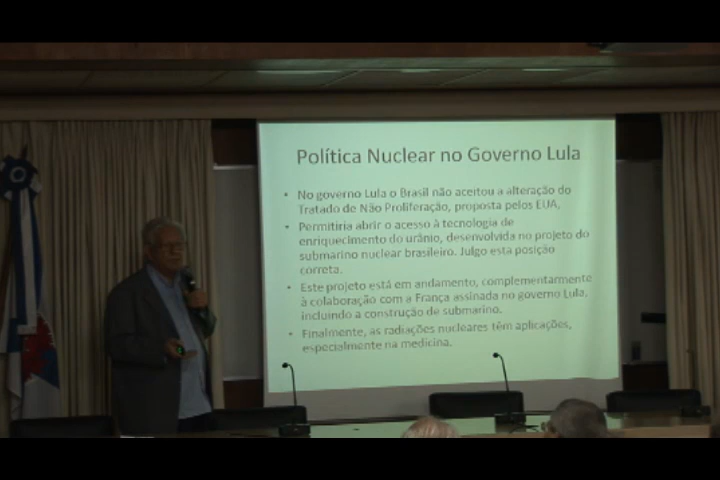 Política Nuclear no Governo Lula
• No governo Lula o Brasil não aceitou a alteração do
Tratado de Não Proliferação, proposta pelos EUA.
• Permitiria abrir o acesso à tecnologia de
enriquecimento do urânio, desenvolvida no projeto do
submarino nuclear brasileiro. Julgo esta posição
correta.
• Este projeto está em andamento, complementarmente
à colaboração com a França assinada no governo Lula,
incluindo a construção de submarino.
• Finalmente, as radiações nucleares têm aplicações,
especialmente na medicina.